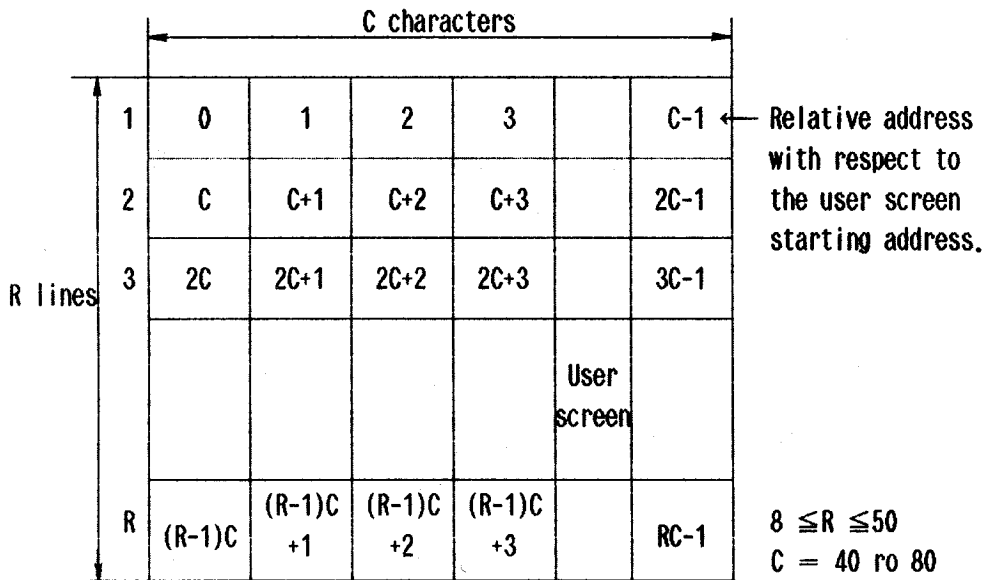 C characters
1 0 1 2 3 C-1 ← Relative address
with respect to
2 C C+1 C+2 C+3 2C-1 the user screen
starting address.
3 2C 2C+1 2C+2 2C+3 3C-1
R lines
User
screen
R (R-1)C (R-1)C +1 (R-1)C +2 (R-1)C +3 RC-1
8 ≦R ≦50
C = 40 ro 80